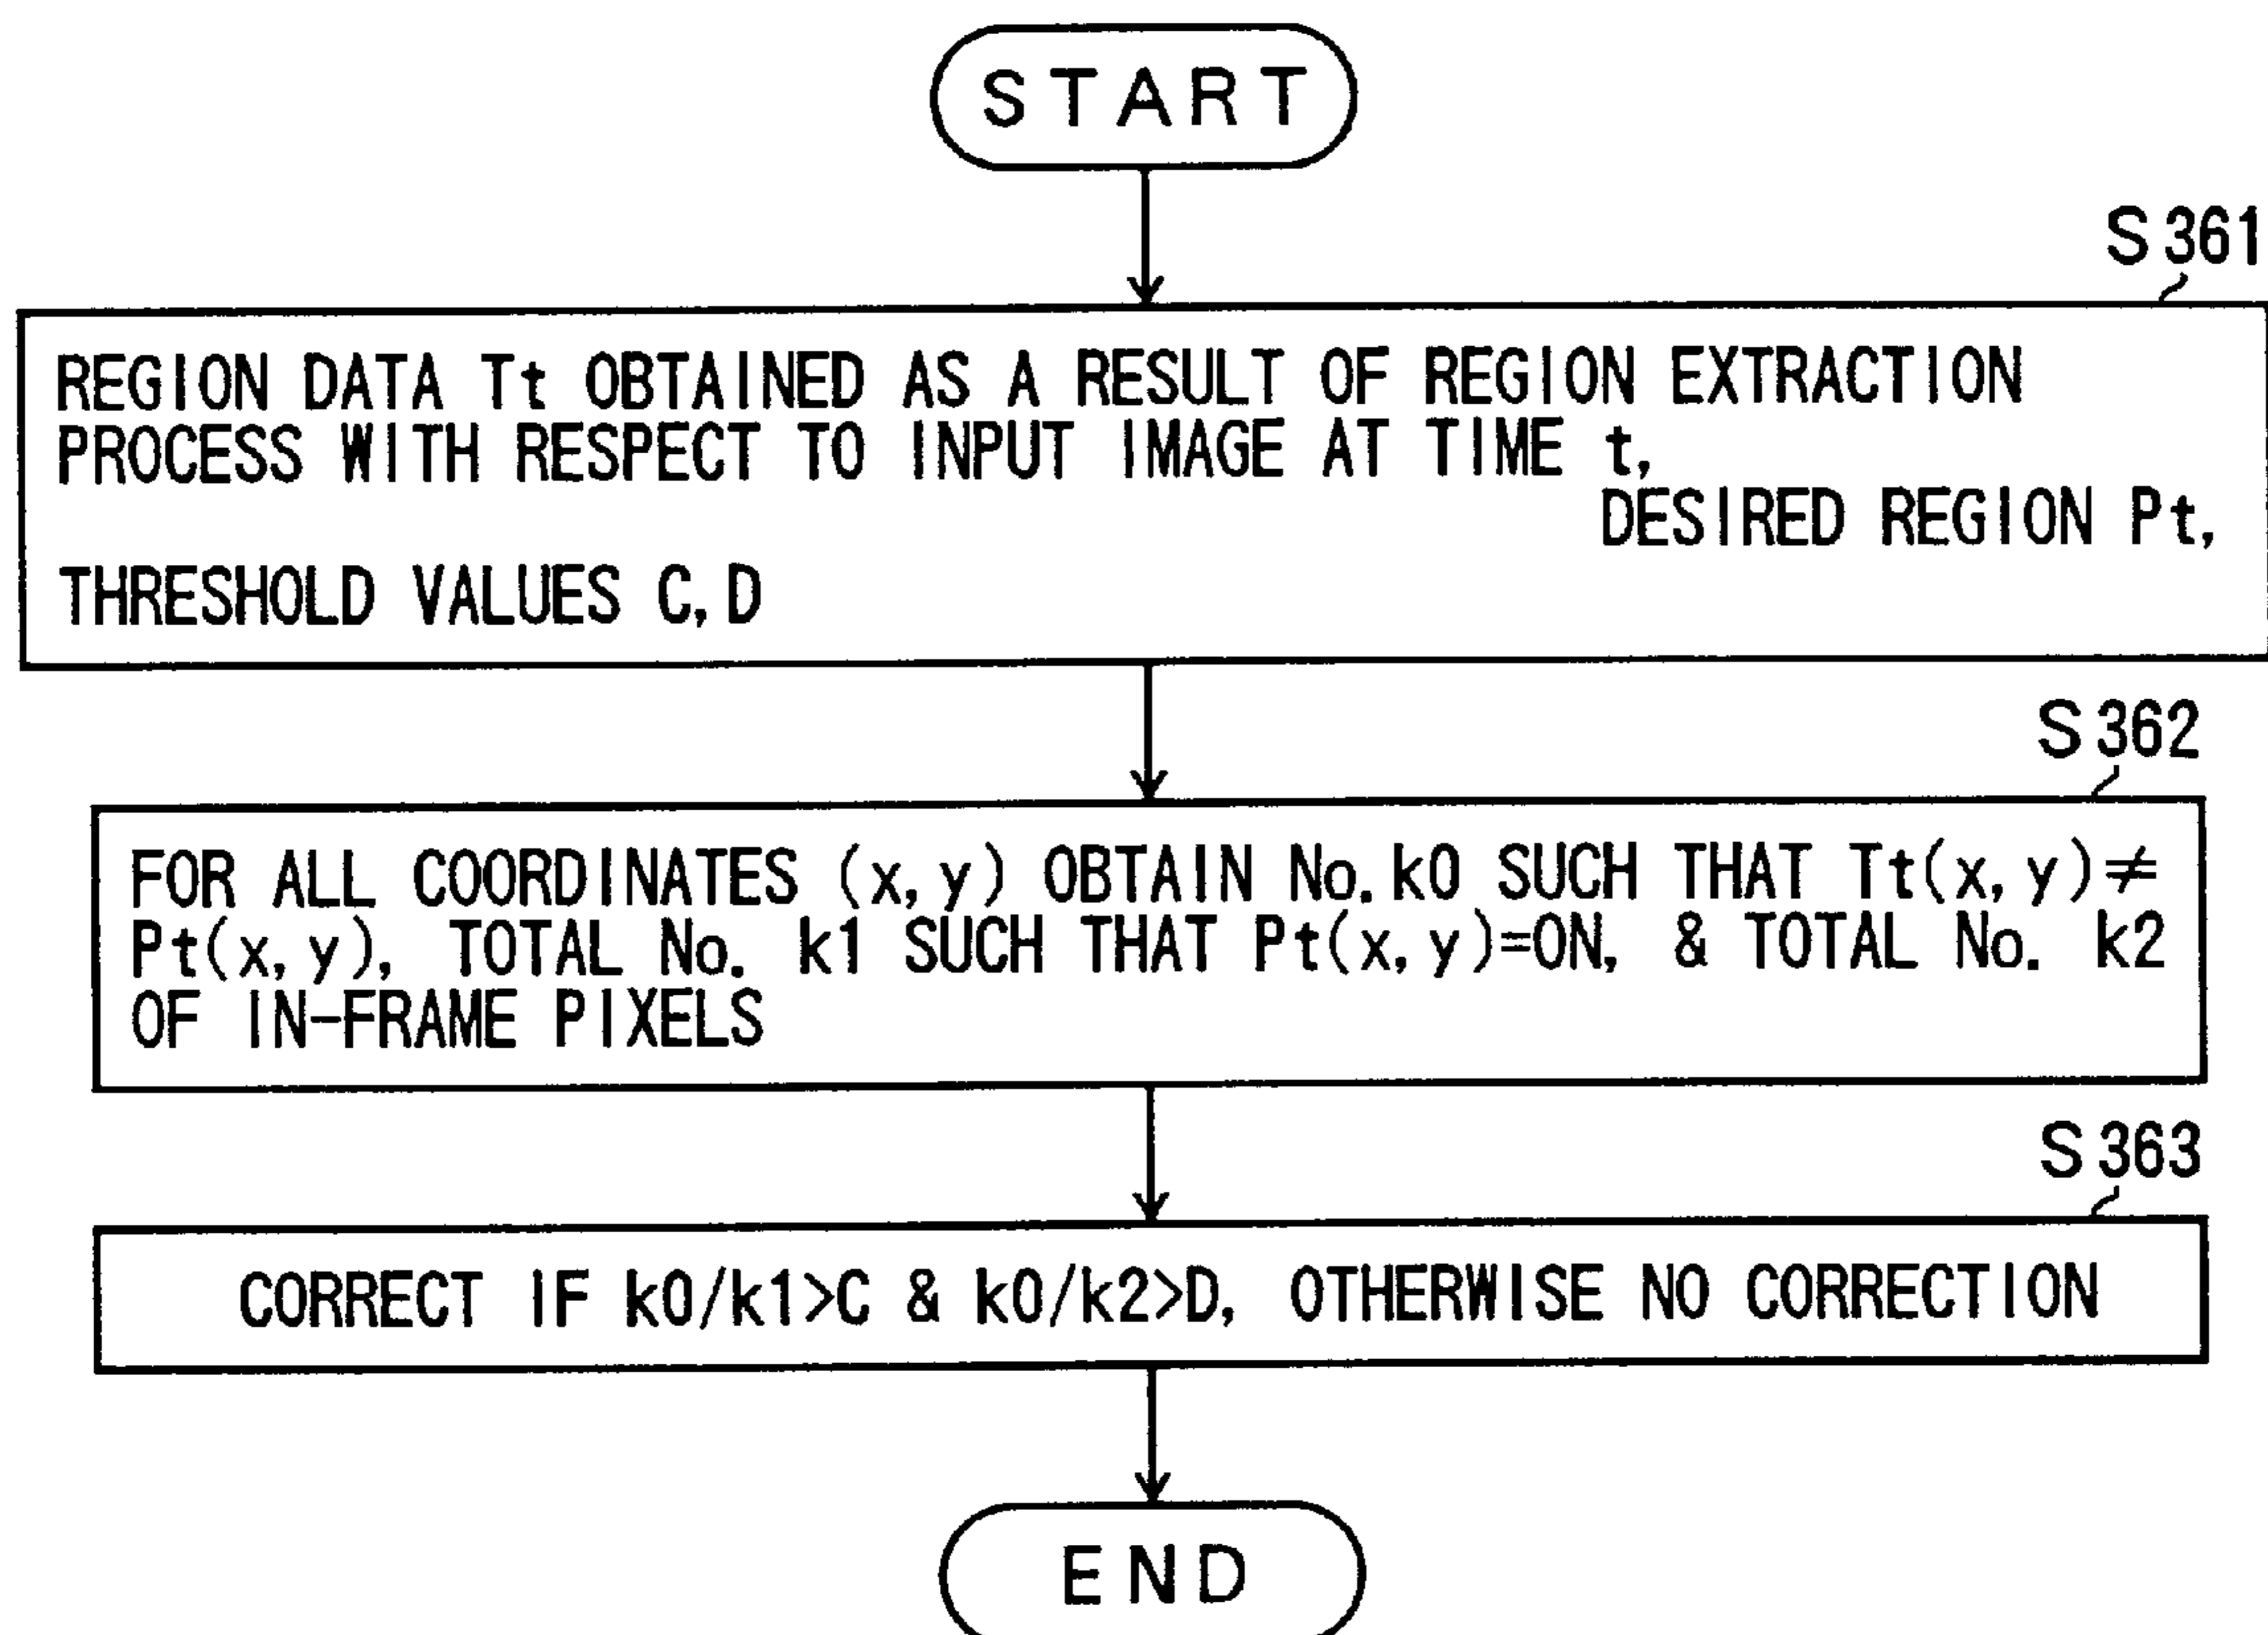 START
S361
REGION DATA Tt OBTAINED AS A RESULT OF REGION EXTRACTION
PROCESS WITH RESPECT TO INPUT IMAGE AT TIME t,
DESIRED REGION Pt,
THRESHOLD VALUES C,D
S362
FOR ALL COORDINATES (x,y) OBTAIN No.k0 SUCH THAT Tt(x,y)≠
Pt(x,y), TOTAL No. k1 SUCH THAT Pt(x,y)=ON, & TOTAL No. k2
OF IN-FRAME PIXELS
S363
CORRECT IF k0/k1>C & k0/k2>D, OTHERWISE NO CORRECTION
END